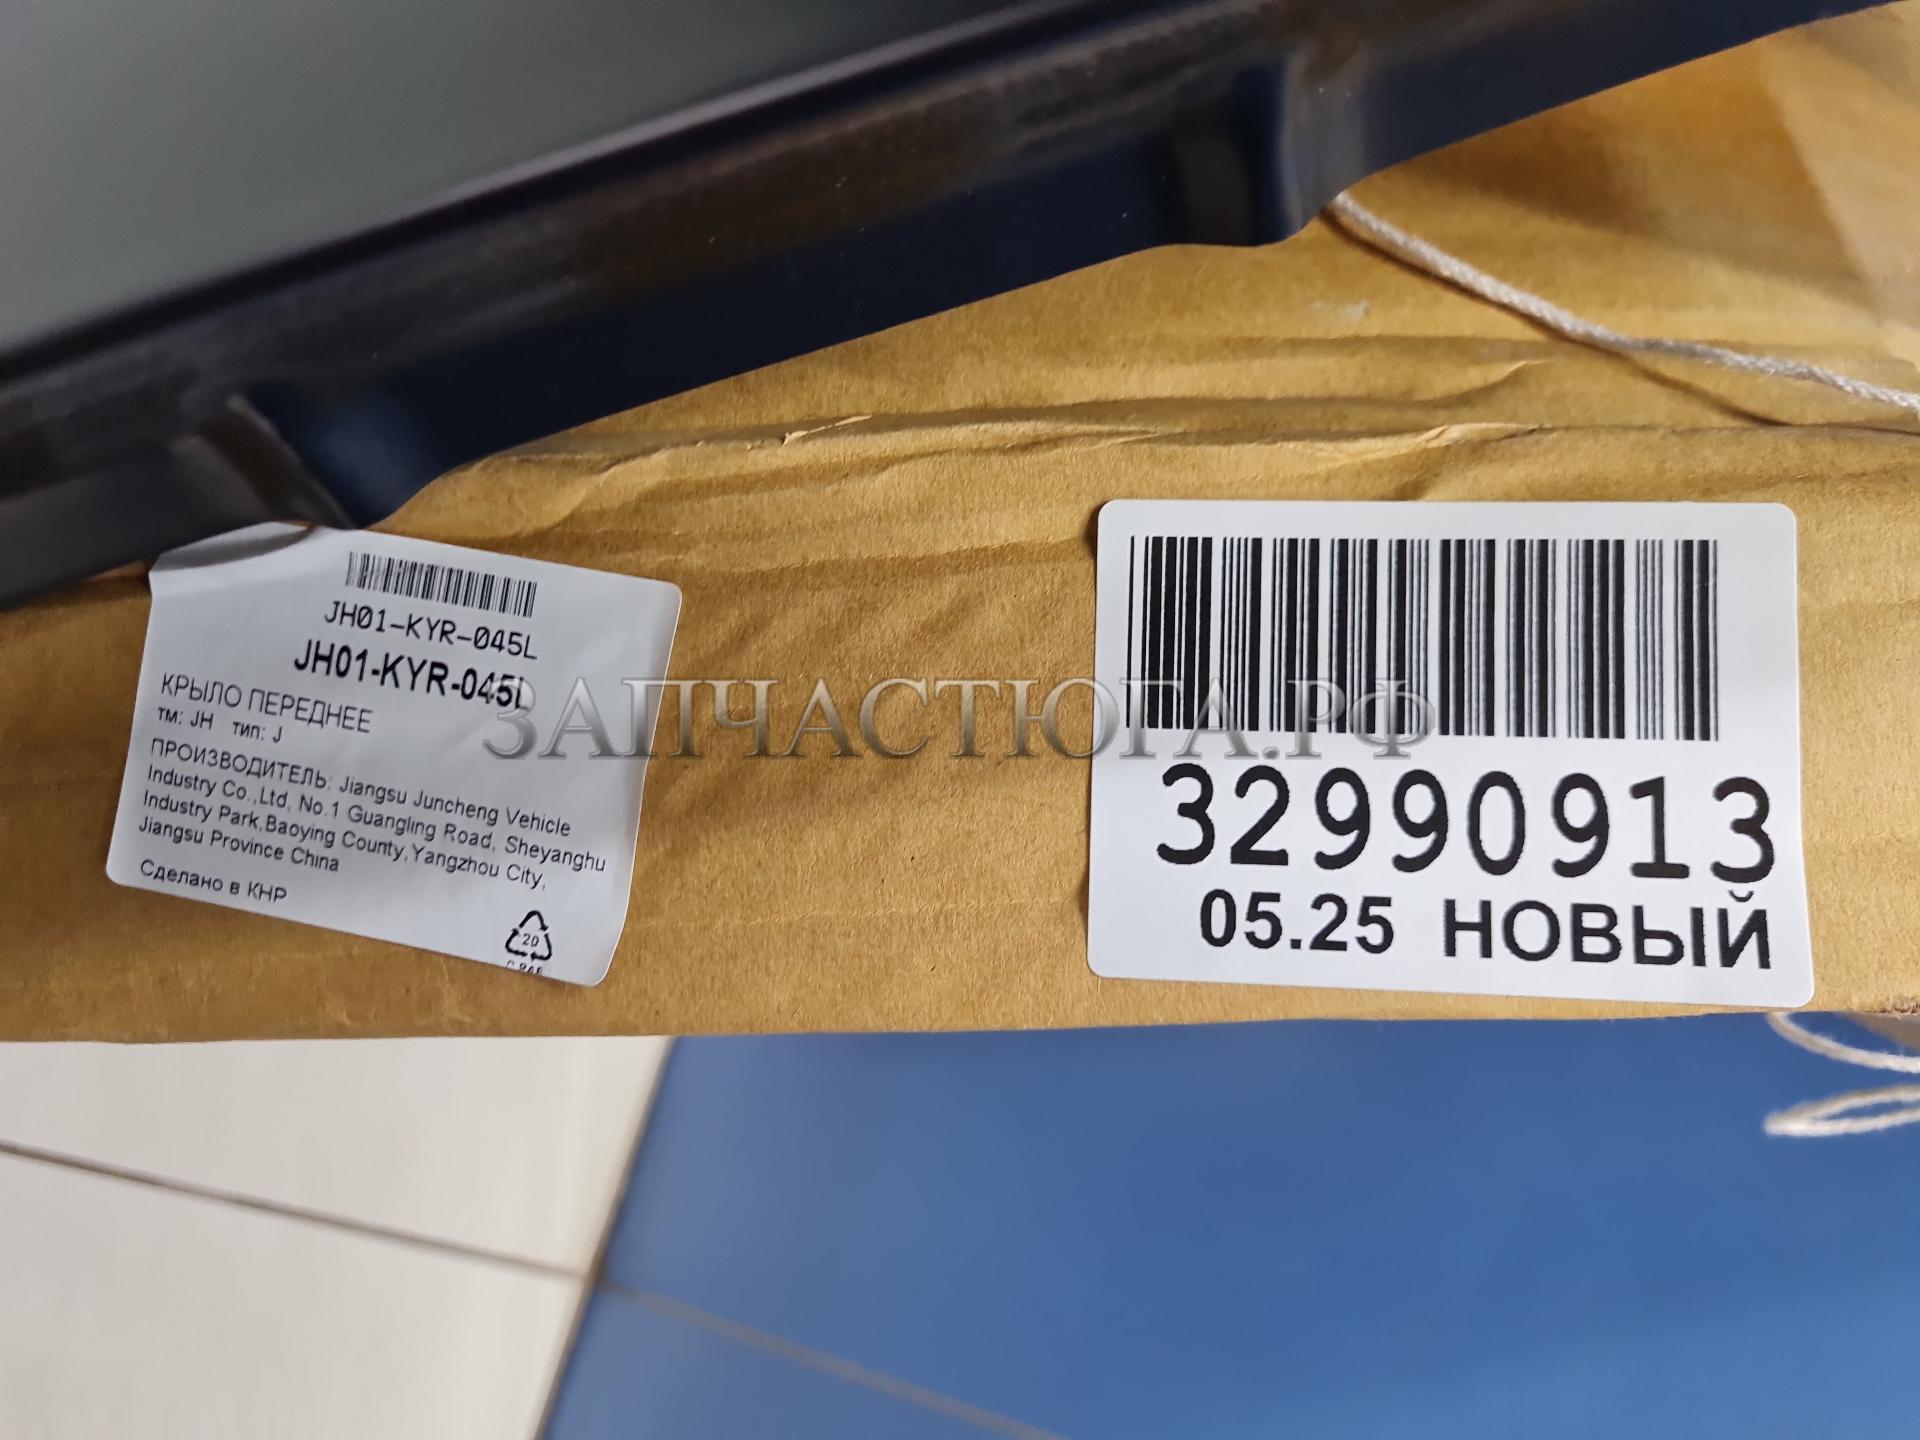 JH01-KYR-045L
JH01-KYR-045L
КРЫЛО ПЕРЕДНЕЕ
тм: JH тип: J
ПРОИЗВОДИТЕЛЬ: Jiangsu Juncheng Vehicle
Industry Co.,Ltd, No.1 Guangling Road, Sheyanghu
Industry Park,Baoying County,Yangzhou City,
Jiangsu Province China
Сделано в КНР
20
ЗАПЧАСТЮГА.РФ
32990913
05.25 НОВЫЙ